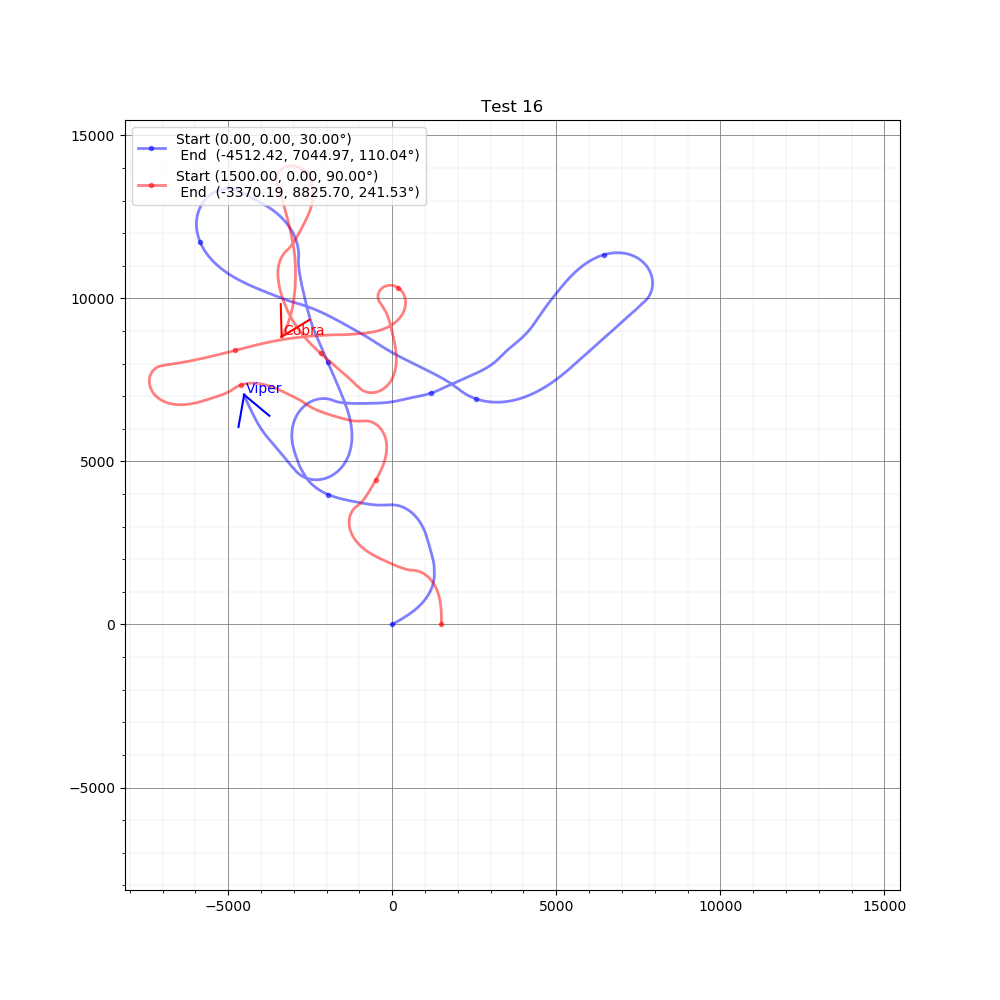 Test 16
Start (0.00, 0.00, 30.00°)
End  (-4512.42, 7044.97, 110.04°)
Start (1500.00, 0.00, 90.00°)
End  (-3370.19, 8825.70, 241.53°)
15000
10000
5000
0
−5000
Cobra
Viper
−5000
0
5000
10000
15000